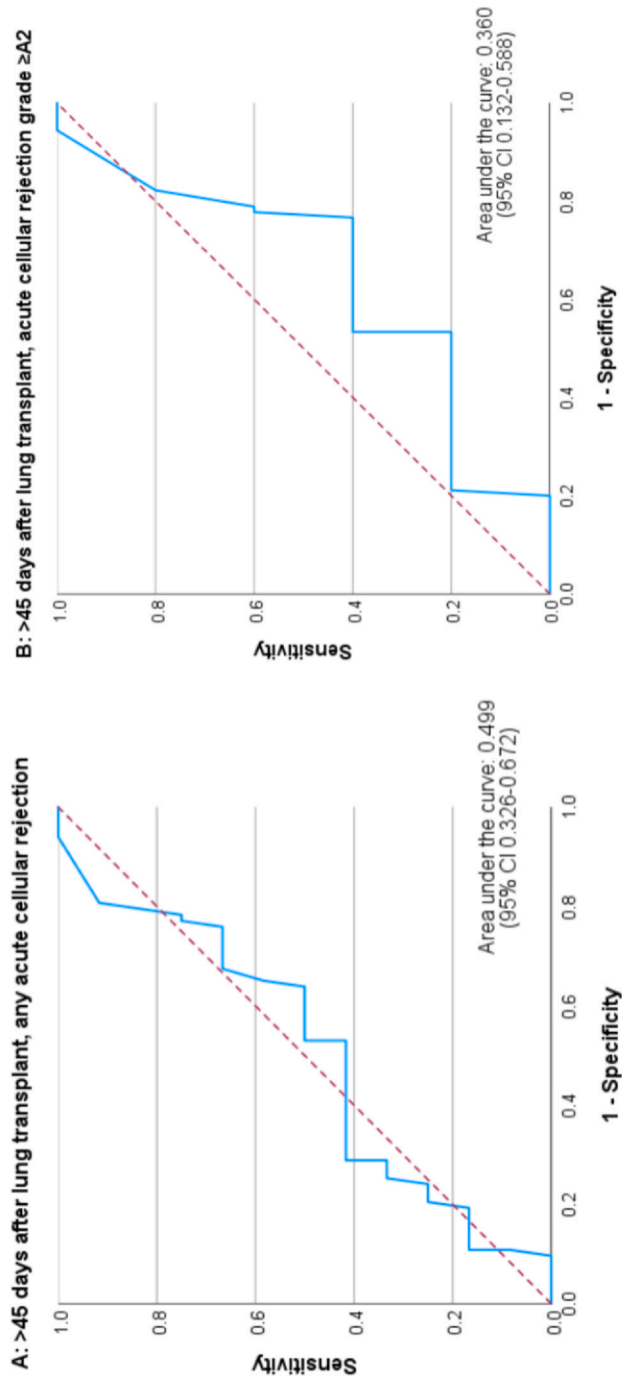 A: >45 days after lung transplant, any acute cellular rejection
Sensitivity
1.0
0.8
0.6
0.4
0.2
0.0
0.0
0.2
0.4
0.6
0.8
1.0
1 - Specificity
Area under the curve: 0.499
(95% CI 0.326-0.672)
B: >45 days after lung transplant, acute cellular rejection grade ≥A2
Sensitivity
1.0
0.8
0.6
0.4
0.2
0.0
0.0
0.2
0.4
0.6
0.8
1.0
1 - Specificity
Area under the curve: 0.360
(95% CI 0.132-0.588)